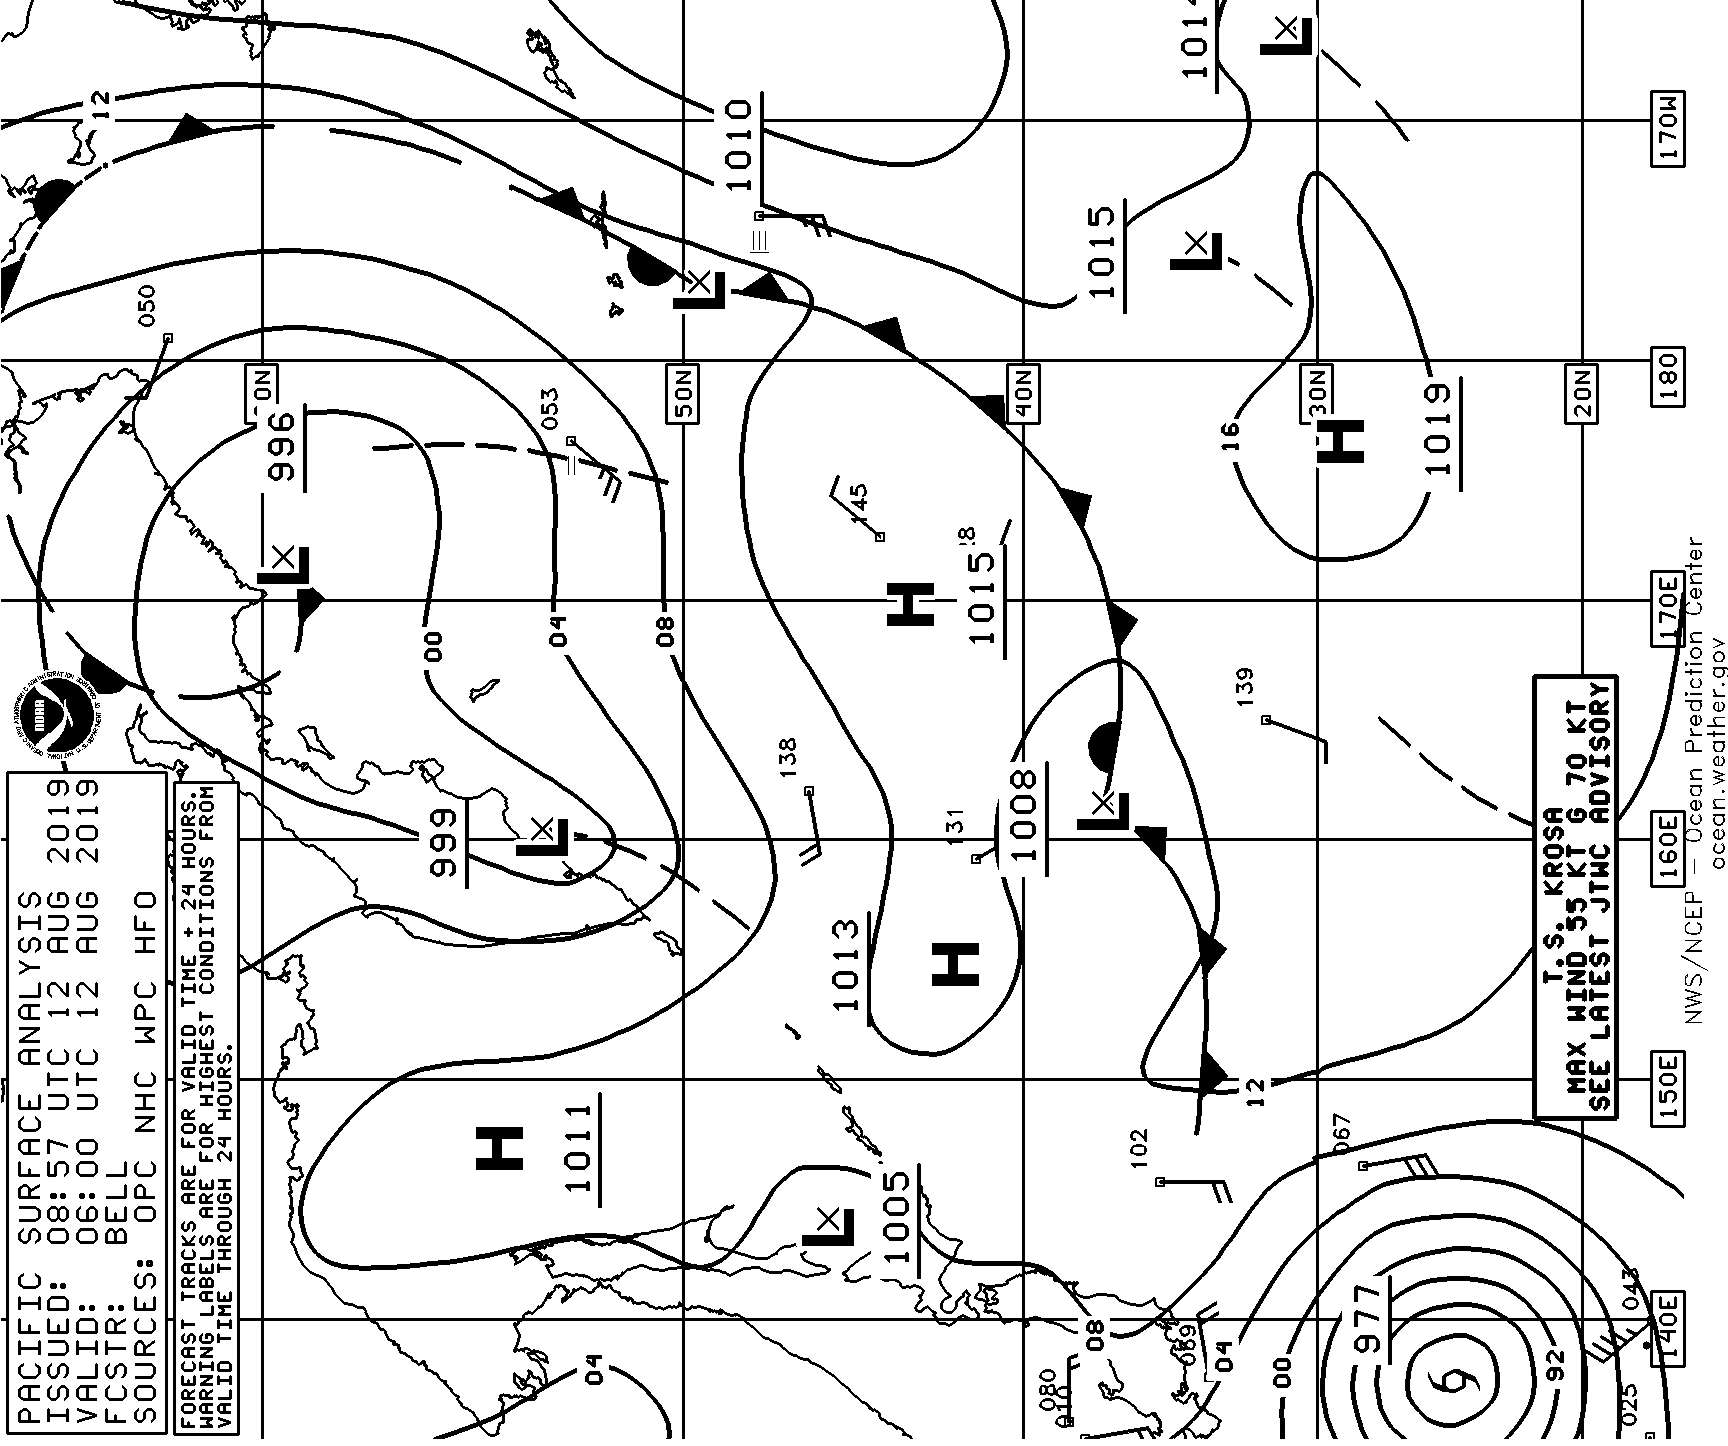 PACIFIC SURFACE ANALYSIS
ISSUED: 08:57 UTC 12 AUG 2019
VALID: 06:00 UTC 12 AUG 2019
FCSTR: BELL
SOURCES: OPC NHC WPC HFO
FORECAST TRACKS ARE FOR VALID TIME + 24 HOURS.
WARNING LABELS ARE FOR HIGHEST CONDITIONS FROM
VALID TIME THROUGH 24 HOURS.
NOAA
999
L
1011
H
04
996
L
00
04
08
050
053
12
1010
L
50N
138
1013
H
131
1008
L
145
H
1015
1005
L
40N
102
12
139
1015
L
1014
L
16
H
1019
30N
20N
067
08
04
00
92
977
080
010
069
043
025
T. S. KROSA
MAX WIND 55 KT G 70 KT
SEE LATEST JTWC ADVISORY
140E
150E
160E
170E
180
170W
NWS/NCEP – Ocean Prediction Center
ocean.weather.gov